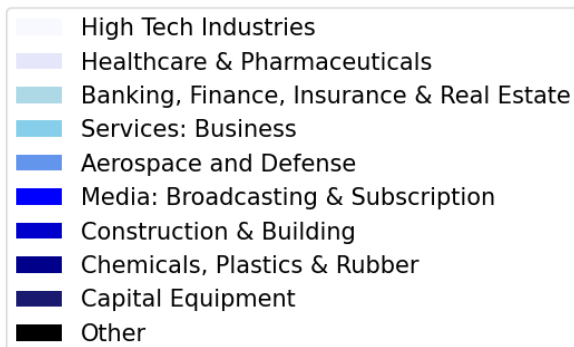 High Tech Industries
Healthcare & Pharmaceuticals
Banking, Finance, Insurance & Real Estate
Services: Business
Aerospace and Defense
Media: Broadcasting & Subscription
Construction & Building
Chemicals, Plastics & Rubber
Capital Equipment
Other